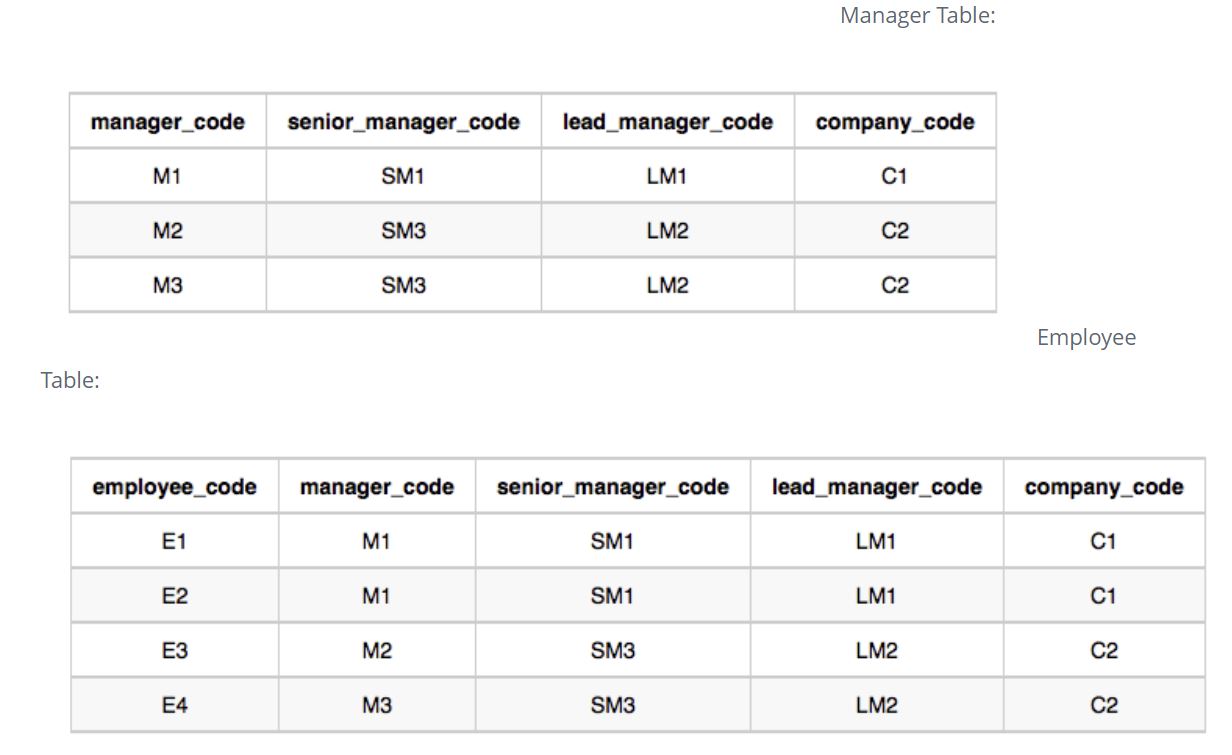 Manager Table:
manager_code senior_manager_code lead_manager_code company_code
M1 SM1 LM1 C1
M2 SM3 LM2 C2
M3 SM3 LM2 C2
Employee
Table:
employee_code manager_code senior_manager_code lead_manager_code company_code
E1 M1 SM1 LM1 C1
E2 M1 SM1 LM1 C1
E3 M2 SM3 LM2 C2
E4 M3 SM3 LM2 C2